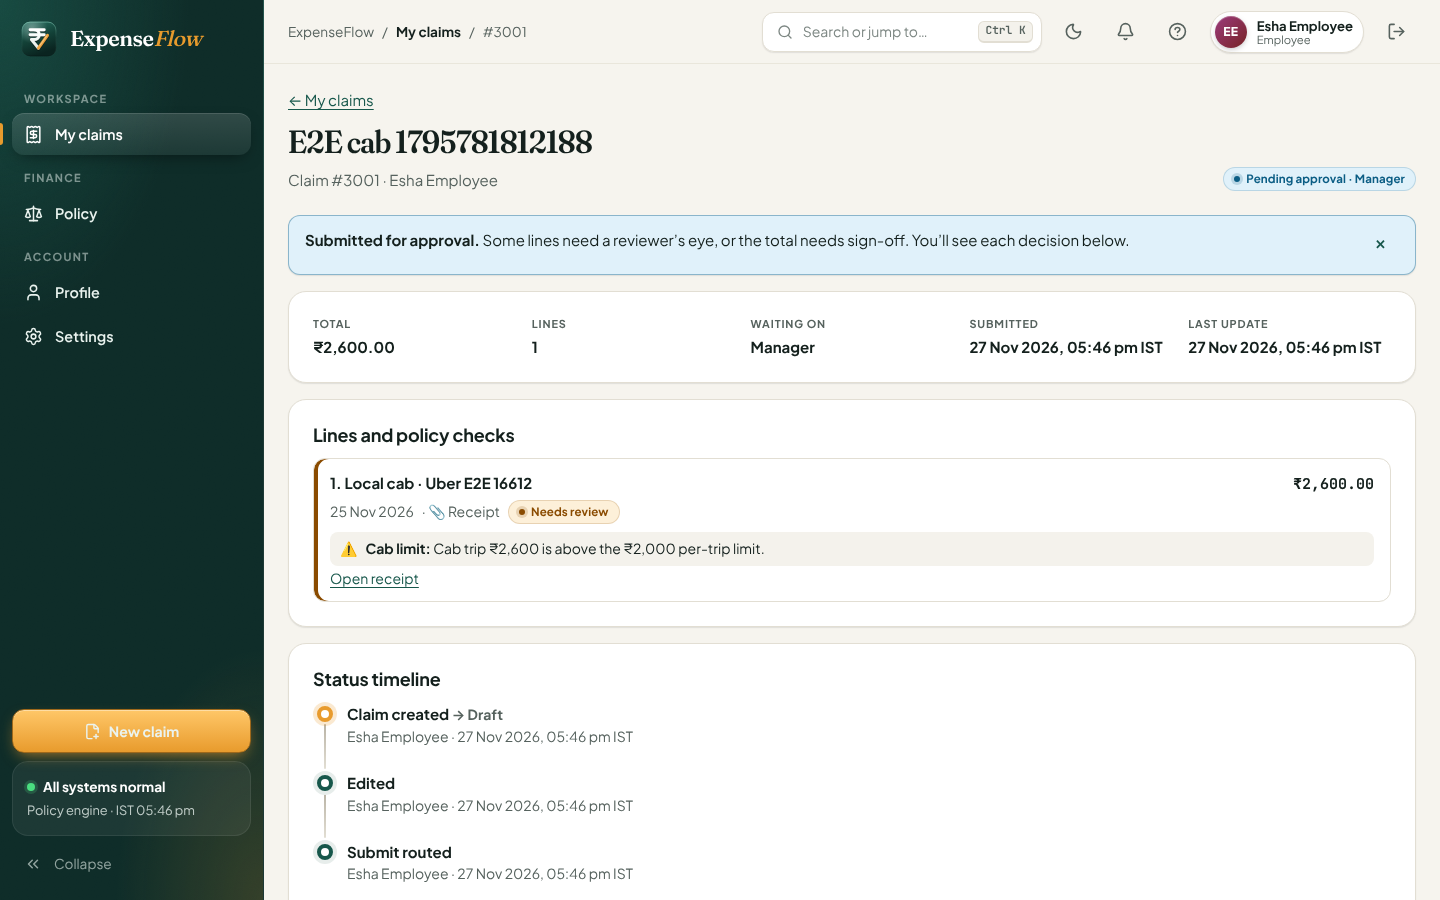 ExpenseFlow
WORKSPACE
My claims
FINANCE
Policy
ACCOUNT
Profile
Settings
New claim
All systems normal
Policy engine · IST 05:46 pm
Collapse
ExpenseFlow / My claims / #3001
Search or jump to… Ctrl K
EE Esha Employee
Employee
← My claims
E2E cab 1795781812188
Claim #3001 · Esha Employee
Pending approval · Manager
Submitted for approval. Some lines need a reviewer’s eye, or the total needs sign-off. You’ll see each decision below. ×
TOTAL LINES WAITING ON SUBMITTED LAST UPDATE
₹2,600.00 1 Manager 27 Nov 2026, 05:46 pm IST 27 Nov 2026, 05:46 pm IST
Lines and policy checks
1. Local cab · Uber E2E 16612 ₹2,600.00
25 Nov 2026 · 📎 Receipt Needs review
⚠️ Cab limit: Cab trip ₹2,600 is above the ₹2,000 per-trip limit.
Open receipt
Status timeline
Claim created → Draft
Esha Employee · 27 Nov 2026, 05:46 pm IST
Edited
Esha Employee · 27 Nov 2026, 05:46 pm IST
Submit routed
Esha Employee · 27 Nov 2026, 05:46 pm IST